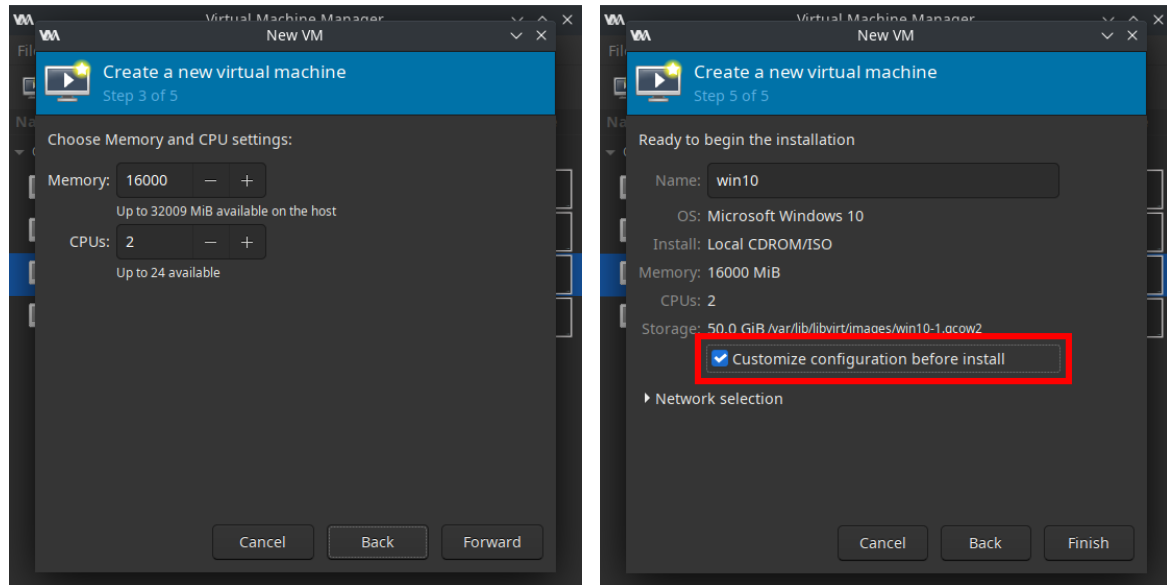 Virtual Machine Manager
New VM
Create a new virtual machine
Step 3 of 5
Choose Memory and CPU settings:
Memory: 16000 − +
Up to 32009 MiB available on the host
CPUs: 2 − +
Up to 24 available
Cancel Back Forward
Virtual Machine Manager
New VM
Create a new virtual machine
Step 5 of 5
Ready to begin the installation
Name: win10
OS: Microsoft Windows 10
Install: Local CDROM/ISO
Memory: 16000 MiB
CPUs: 2
Storage: 50.0 GiB /var/lib/libvirt/images/win10-1.qcow2
Customize configuration before install
Network selection
Cancel Back Finish